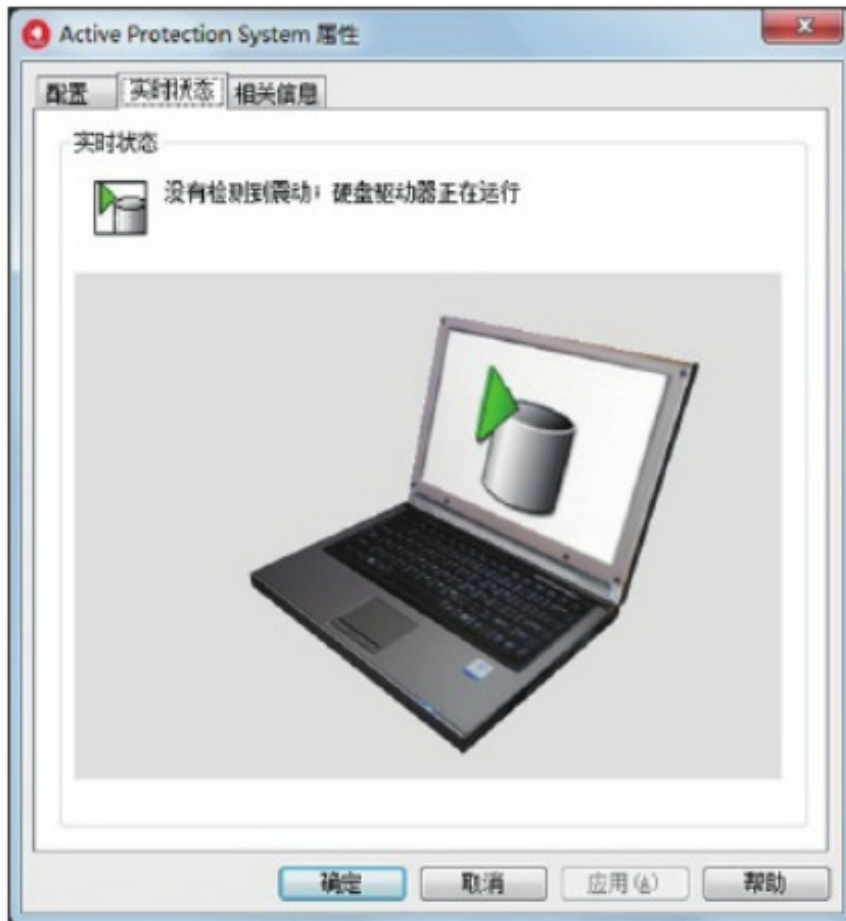 Active Protection System 属性
配置 实时状态 相关信息
实时状态
没有检测到震动；硬盘驱动器正在运行
确定 取消 应用(A) 帮助